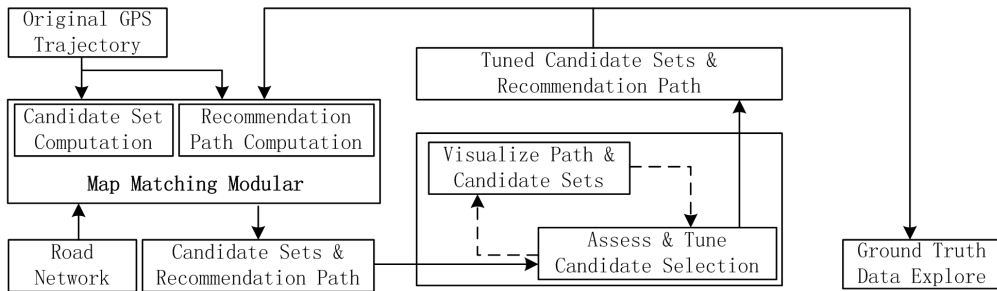 Original GPS
Trajectory
Candidate Set
Computation
Recommendation
Path Computation
Map Matching Modular
Road
Network
Candidate Sets &
Recommendation Path
Tuned Candidate Sets &
Recommendation Path
Visualize Path &
Candidate Sets
Assess & Tune
Candidate Selection
Ground Truth
Data Explore